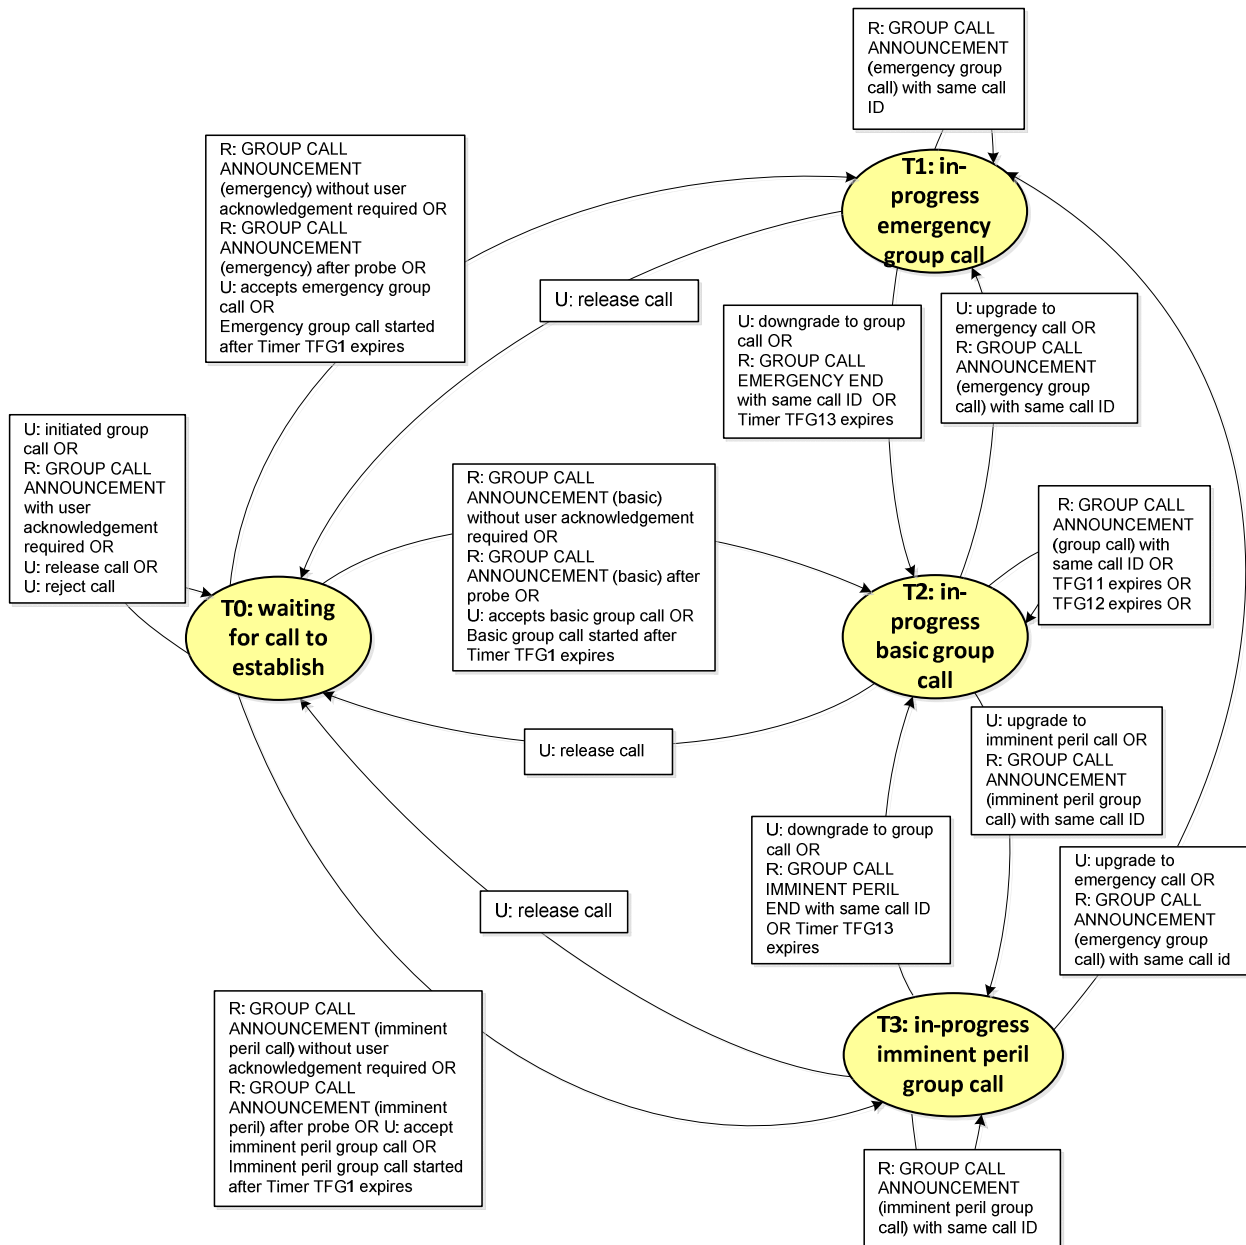 R: GROUP CALL
ANNOUNCEMENT
(emergency group
call) with same call
ID
R: GROUP CALL
ANNOUNCEMENT
(emergency) without user
acknowledgement required OR
R: GROUP CALL
ANNOUNCEMENT
(emergency) after probe OR
U: accepts emergency group
call OR
Emergency group call started
after Timer TFG1 expires
T1: in-
progress
emergency
group call
U: release call
U: downgrade to group
call OR
R: GROUP CALL
EMERGENCY END
with same call ID  OR
Timer TFG13 expires
U: upgrade to
emergency call OR
R: GROUP CALL
ANNOUNCEMENT
(emergency group
call) with same call ID
U: initiated group
call OR
R: GROUP CALL
ANNOUNCEMENT
with user
acknowledgement
required OR
U: release call OR
U: reject call
R: GROUP CALL
ANNOUNCEMENT (basic)
without user acknowledgement
required OR
R: GROUP CALL
ANNOUNCEMENT (basic) after
probe OR
U: accepts basic group call OR
Basic group call started after
Timer TFG1 expires
R: GROUP CALL
ANNOUNCEMENT
(group call) with
same call ID OR
TFG11 expires OR
TFG12 expires OR
T0: waiting
for call to
establish
T2: in-
progress
basic group
call
U: release call
U: upgrade to
imminent peril call OR
R: GROUP CALL
ANNOUNCEMENT
(imminent peril group
call) with same call ID
U: downgrade to group
call OR
R: GROUP CALL
IMMINENT PERIL
END with same call ID
OR Timer TFG13
expires
U: upgrade to
emergency call OR
R: GROUP CALL
ANNOUNCEMENT
(emergency group
call) with same call id
U: release call
R: GROUP CALL
ANNOUNCEMENT (imminent
peril call) without user
acknowledgement required OR
R: GROUP CALL
ANNOUNCEMENT (imminent
peril) after probe OR U: accept
imminent peril group call OR
Imminent peril group call started
after Timer TFG1 expires
T3: in-progress
imminent peril
group call
R: GROUP CALL
ANNOUNCEMENT
(imminent peril group
call) with same call ID